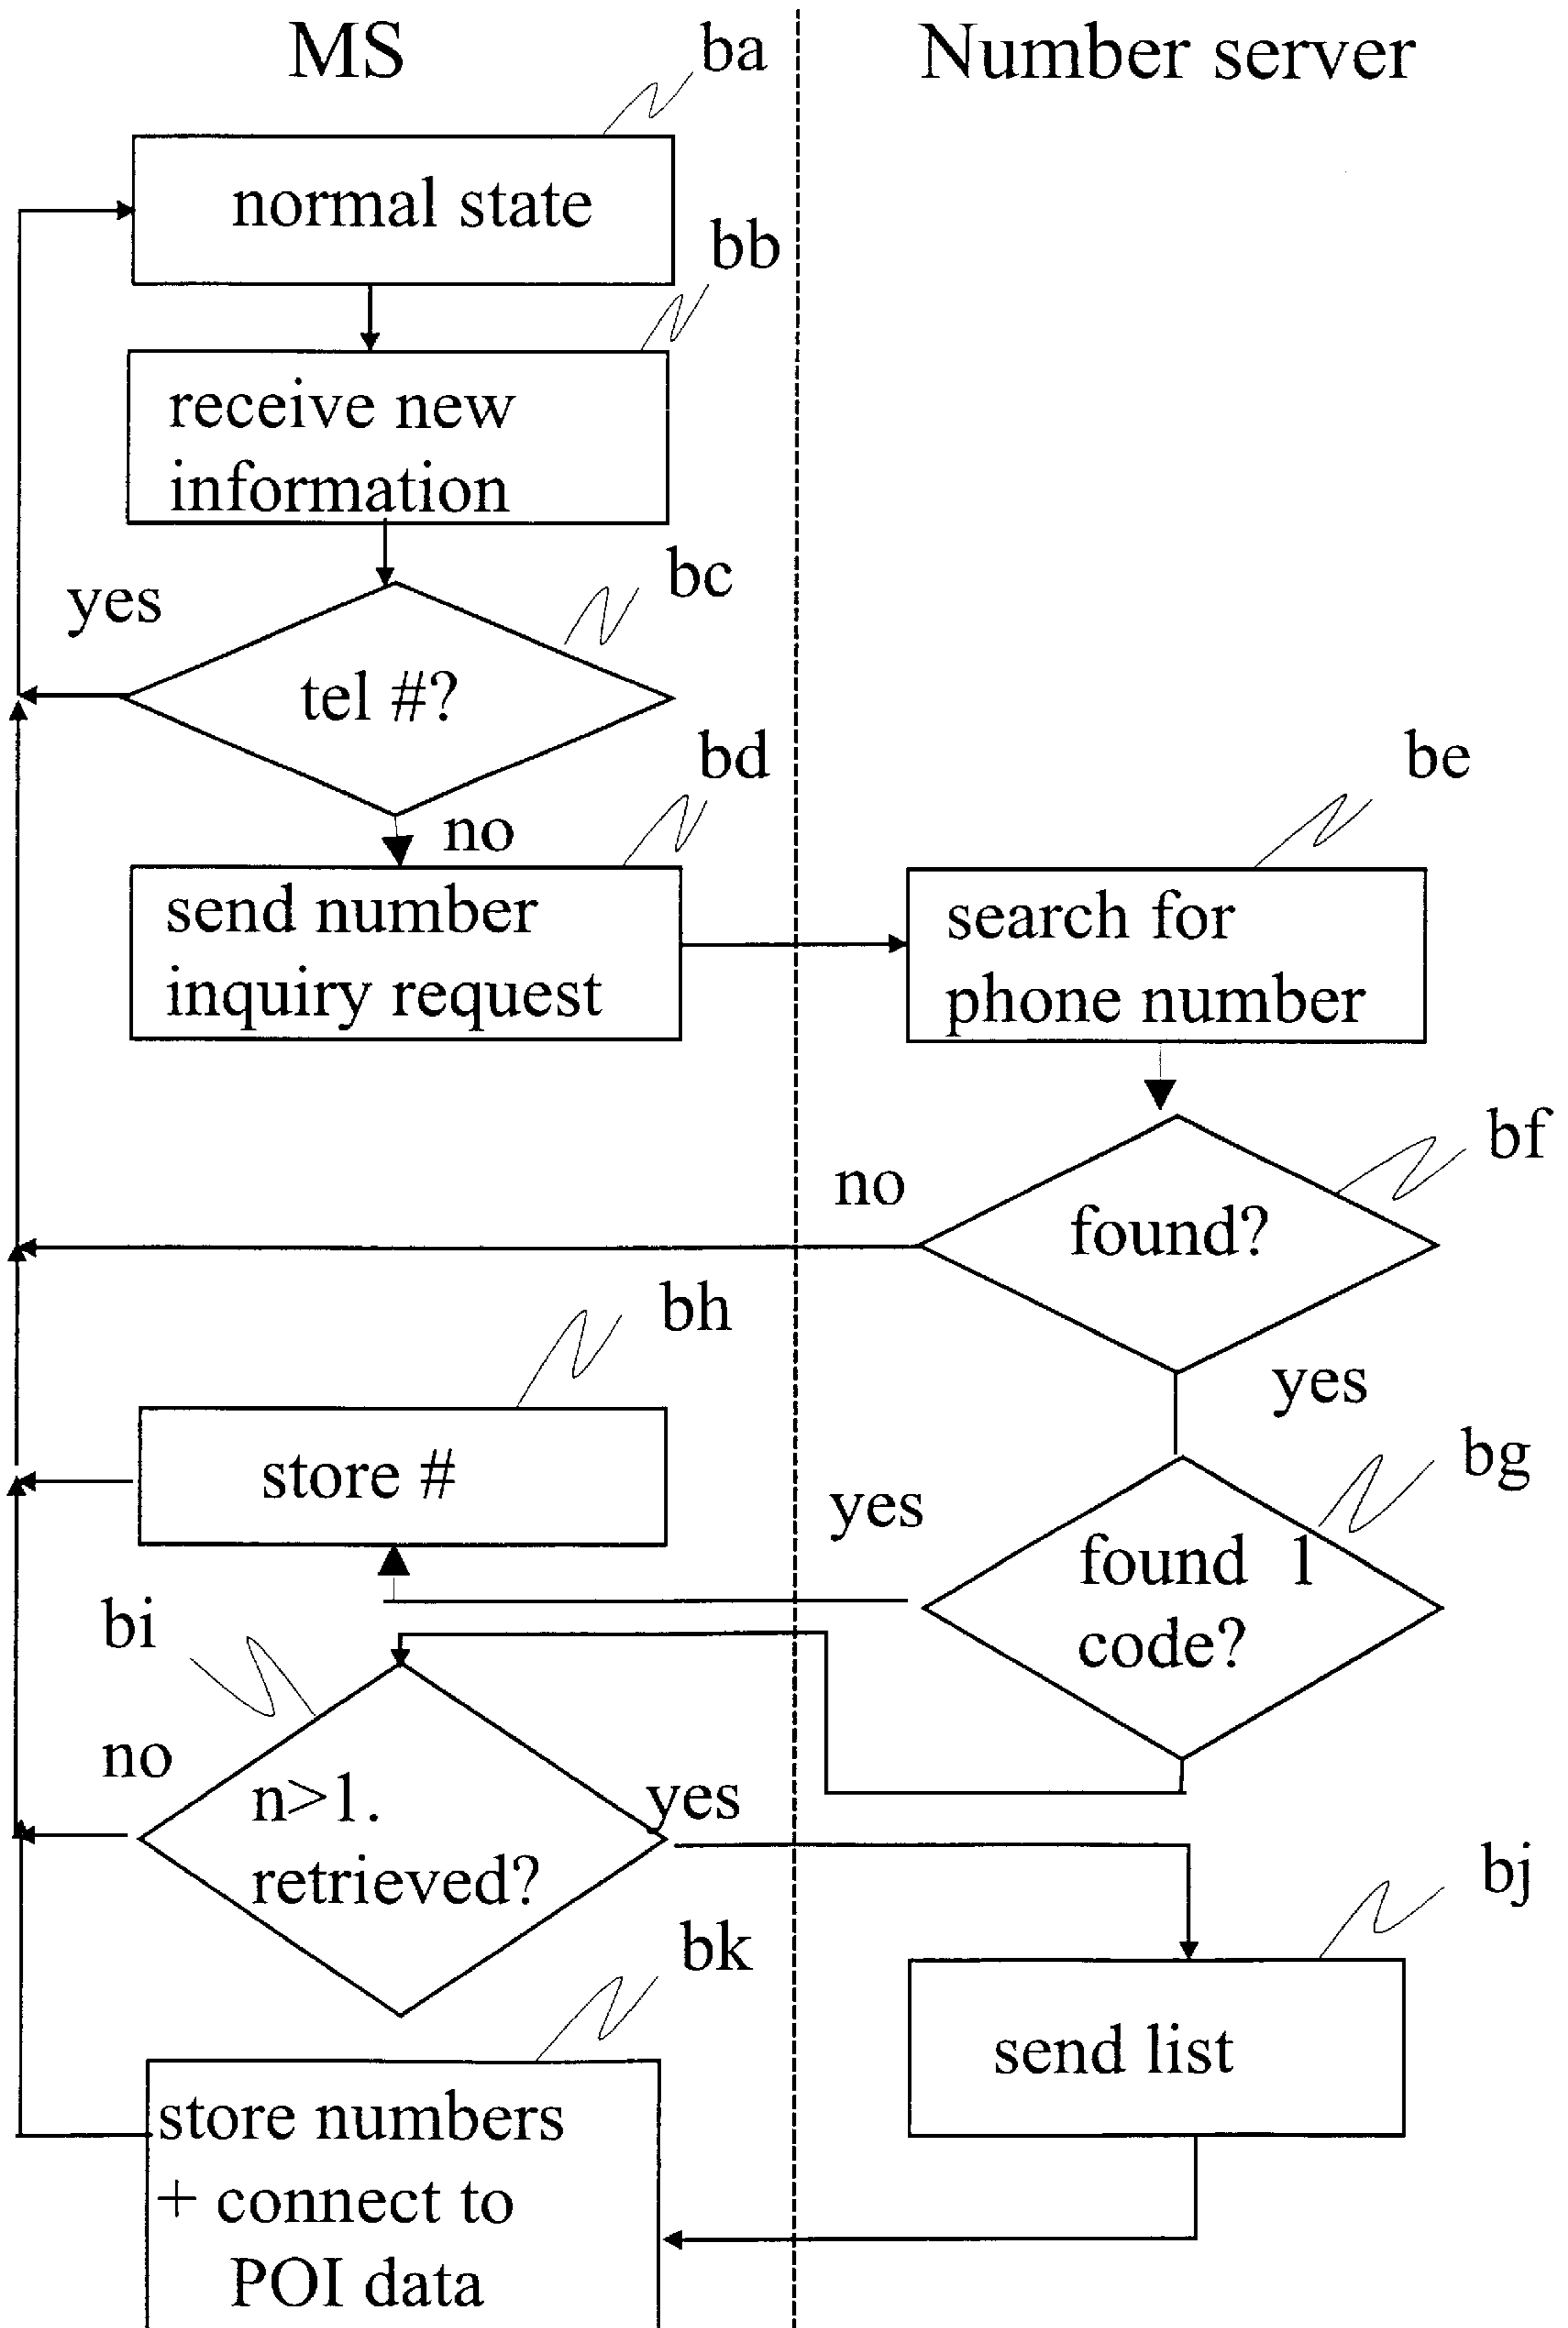 MS
ba
Number server
normal state
bb
receive new
information
bc
yes
tel #?
bd
be
no
send number
inquiry request
search for
phone number
bf
no
found?
bh
yes
store #
bg
yes
found 1
code?
bi
no
n>1.
retrieved?
yes
bj
bk
send list
store numbers
+ connect to
POI data